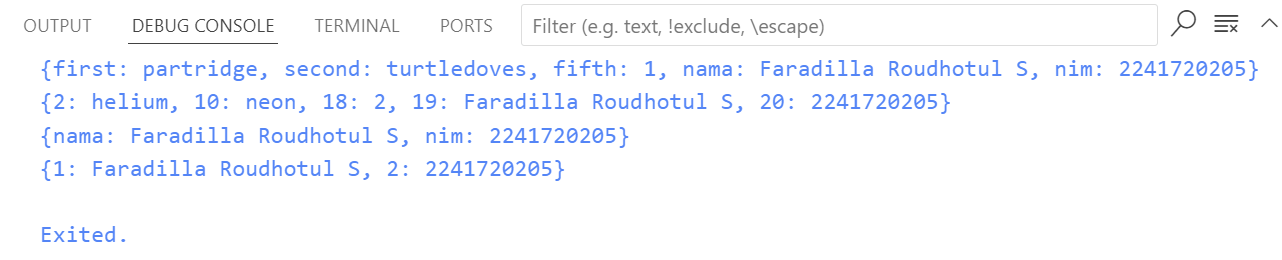 OUTPUT DEBUG CONSOLE TERMINAL PORTS Filter (e.g. text, !exclude, \escape)
{first: partridge, second: turtledoves, fifth: 1, nama: Faradilla Roudhotul S, nim: 2241720205}
{2: helium, 10: neon, 18: 2, 19: Faradilla Roudhotul S, 20: 2241720205}
{nama: Faradilla Roudhotul S, nim: 2241720205}
{1: Faradilla Roudhotul S, 2: 2241720205}
Exited.